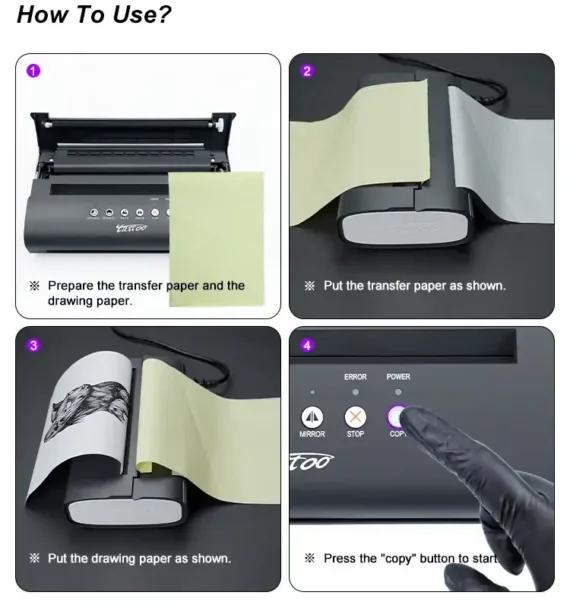 How To Use?
1
Tattoo
※ Prepare the transfer paper and the
drawing paper.
2
※ Put the transfer paper as shown.
3
※ Put the drawing paper as shown.
4
ERROR POWER
MIRROR STOP COPY
ttoo
※ Press the "copy" button to start.